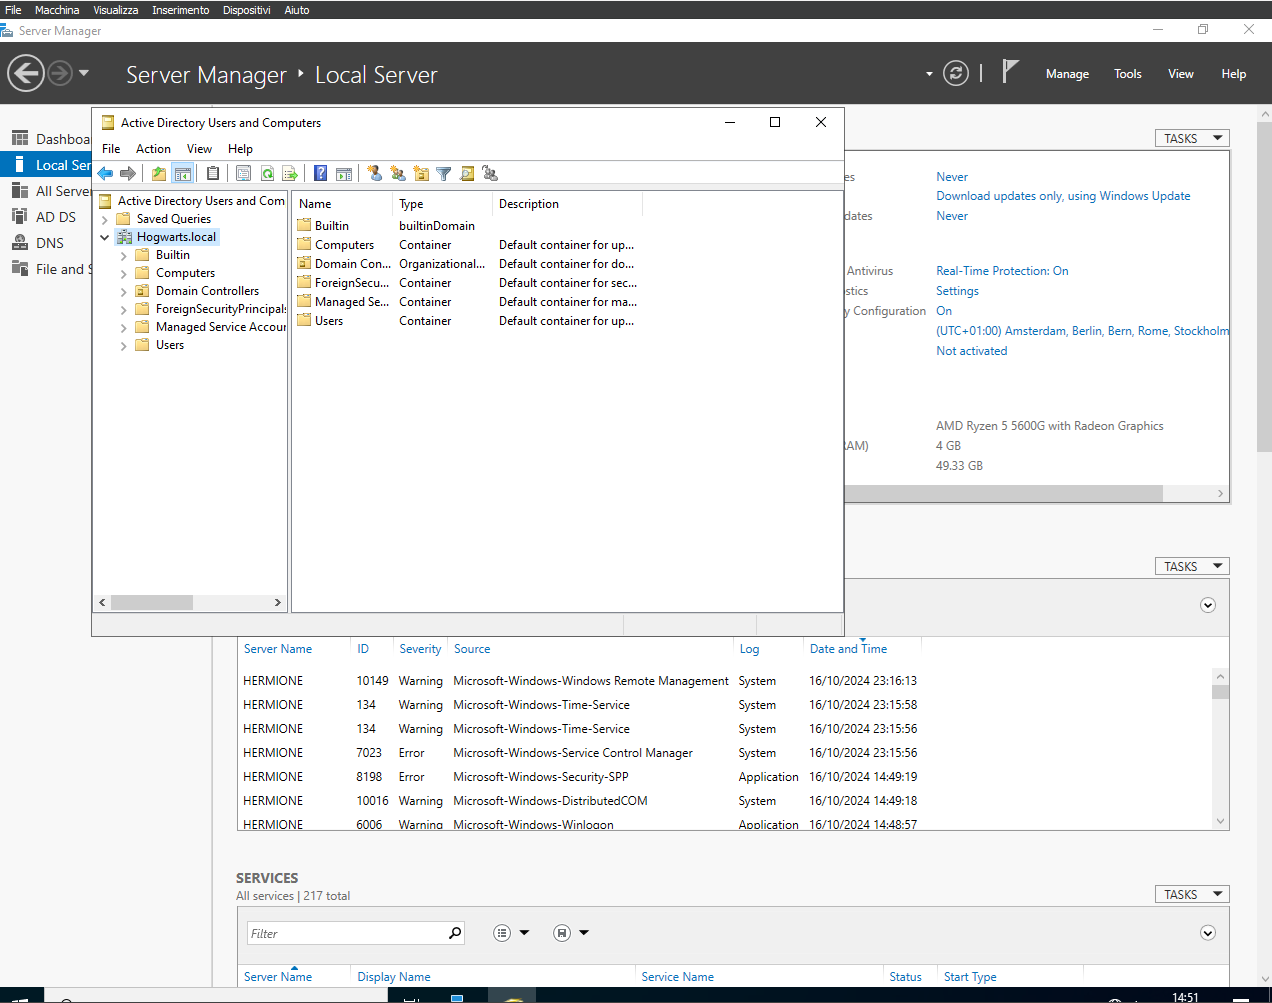 File Macchina Visualizza Inserimento Dispositivi Aiuto
Server Manager
Server Manager Local Server
Manage Tools View Help
Dashboa
Local Ser
All Server
AD DS
DNS
File and S
Active Directory Users and Computers
File Action View Help
Active Directory Users and Com
Saved Queries
Hogwarts.local
Builtin
Computers
Domain Controllers
ForeignSecurityPrincipals
Managed Service Accour
Users
Name Type Description
Builtin builtinDomain
Computers Container Default container for up...
Domain Con... Organizational... Default container for do...
ForeignSecu... Container Default container for sec...
Managed Se... Container Default container for ma...
Users Container Default container for up...
TASKS
es Never
Download updates only, using Windows Update
dates Never
Antivirus Real-Time Protection: On
stics Settings
y Configuration On
(UTC+01:00) Amsterdam, Berlin, Bern, Rome, Stockholm
Not activated
AMD Ryzen 5 5600G with Radeon Graphics
AM) 4 GB
49.33 GB
TASKS
Server Name ID Severity Source Log Date and Time
HERMIONE 10149 Warning Microsoft-Windows-Windows Remote Management System 16/10/2024 23:16:13
HERMIONE 134 Warning Microsoft-Windows-Time-Service System 16/10/2024 23:15:58
HERMIONE 134 Warning Microsoft-Windows-Time-Service System 16/10/2024 23:15:56
HERMIONE 7023 Error Microsoft-Windows-Service Control Manager System 16/10/2024 23:15:56
HERMIONE 8198 Error Microsoft-Windows-Security-SPP Application 16/10/2024 14:49:19
HERMIONE 10016 Warning Microsoft-Windows-DistributedCOM System 16/10/2024 14:49:18
HERMIONE 6006 Warning Microsoft-Windows-Winlogon Application 16/10/2024 14:48:57
SERVICES
All services | 217 total
TASKS
Filter
Server Name Display Name Service Name Status Start Type
14:51